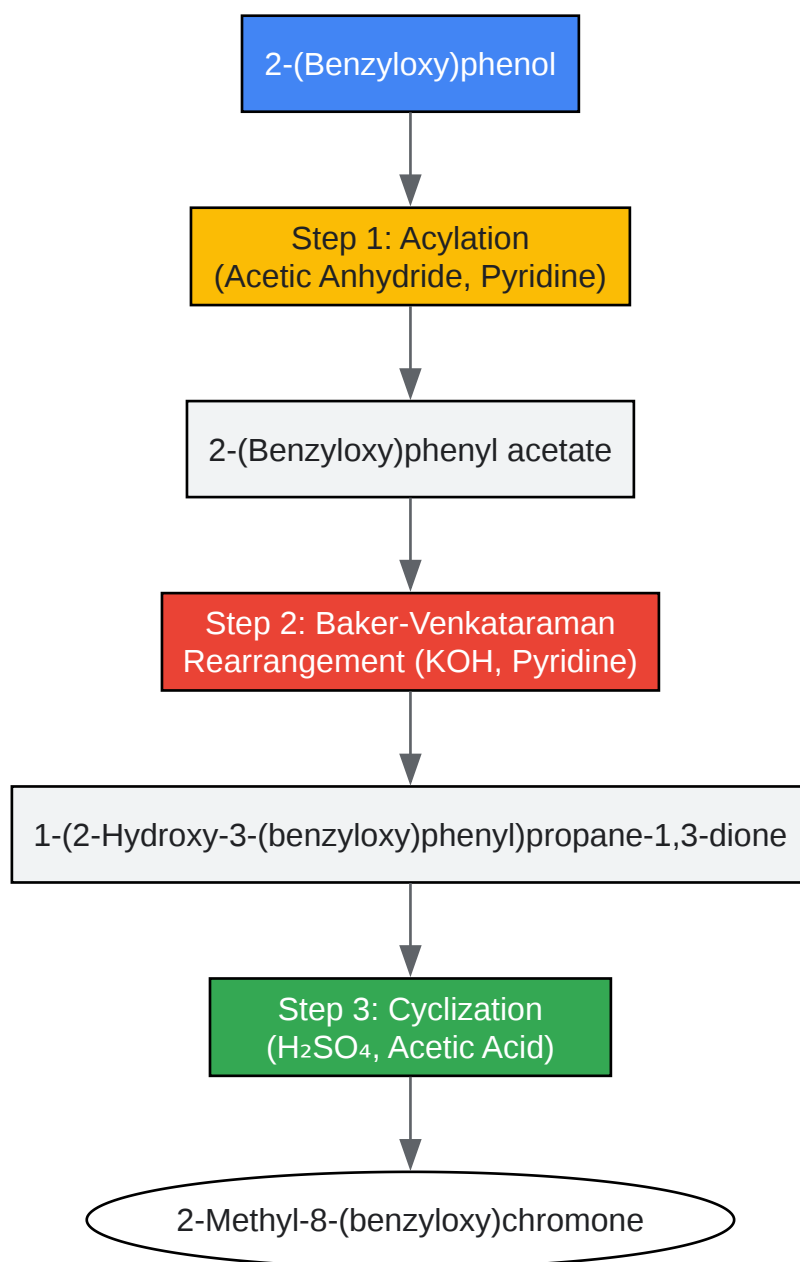 2-(Benzyloxy)phenol
Step 1: Acylation
(Acetic Anhydride, Pyridine)
2-(Benzyloxy)phenyl acetate
Step 2: Baker-Venkataraman
Rearrangement (KOH, Pyridine)
1-(2-Hydroxy-3-(benzyloxy)phenyl)propane-1,3-dione
Step 3: Cyclization
(H₂SO₄, Acetic Acid)
2-Methyl-8-(benzyloxy)chromone